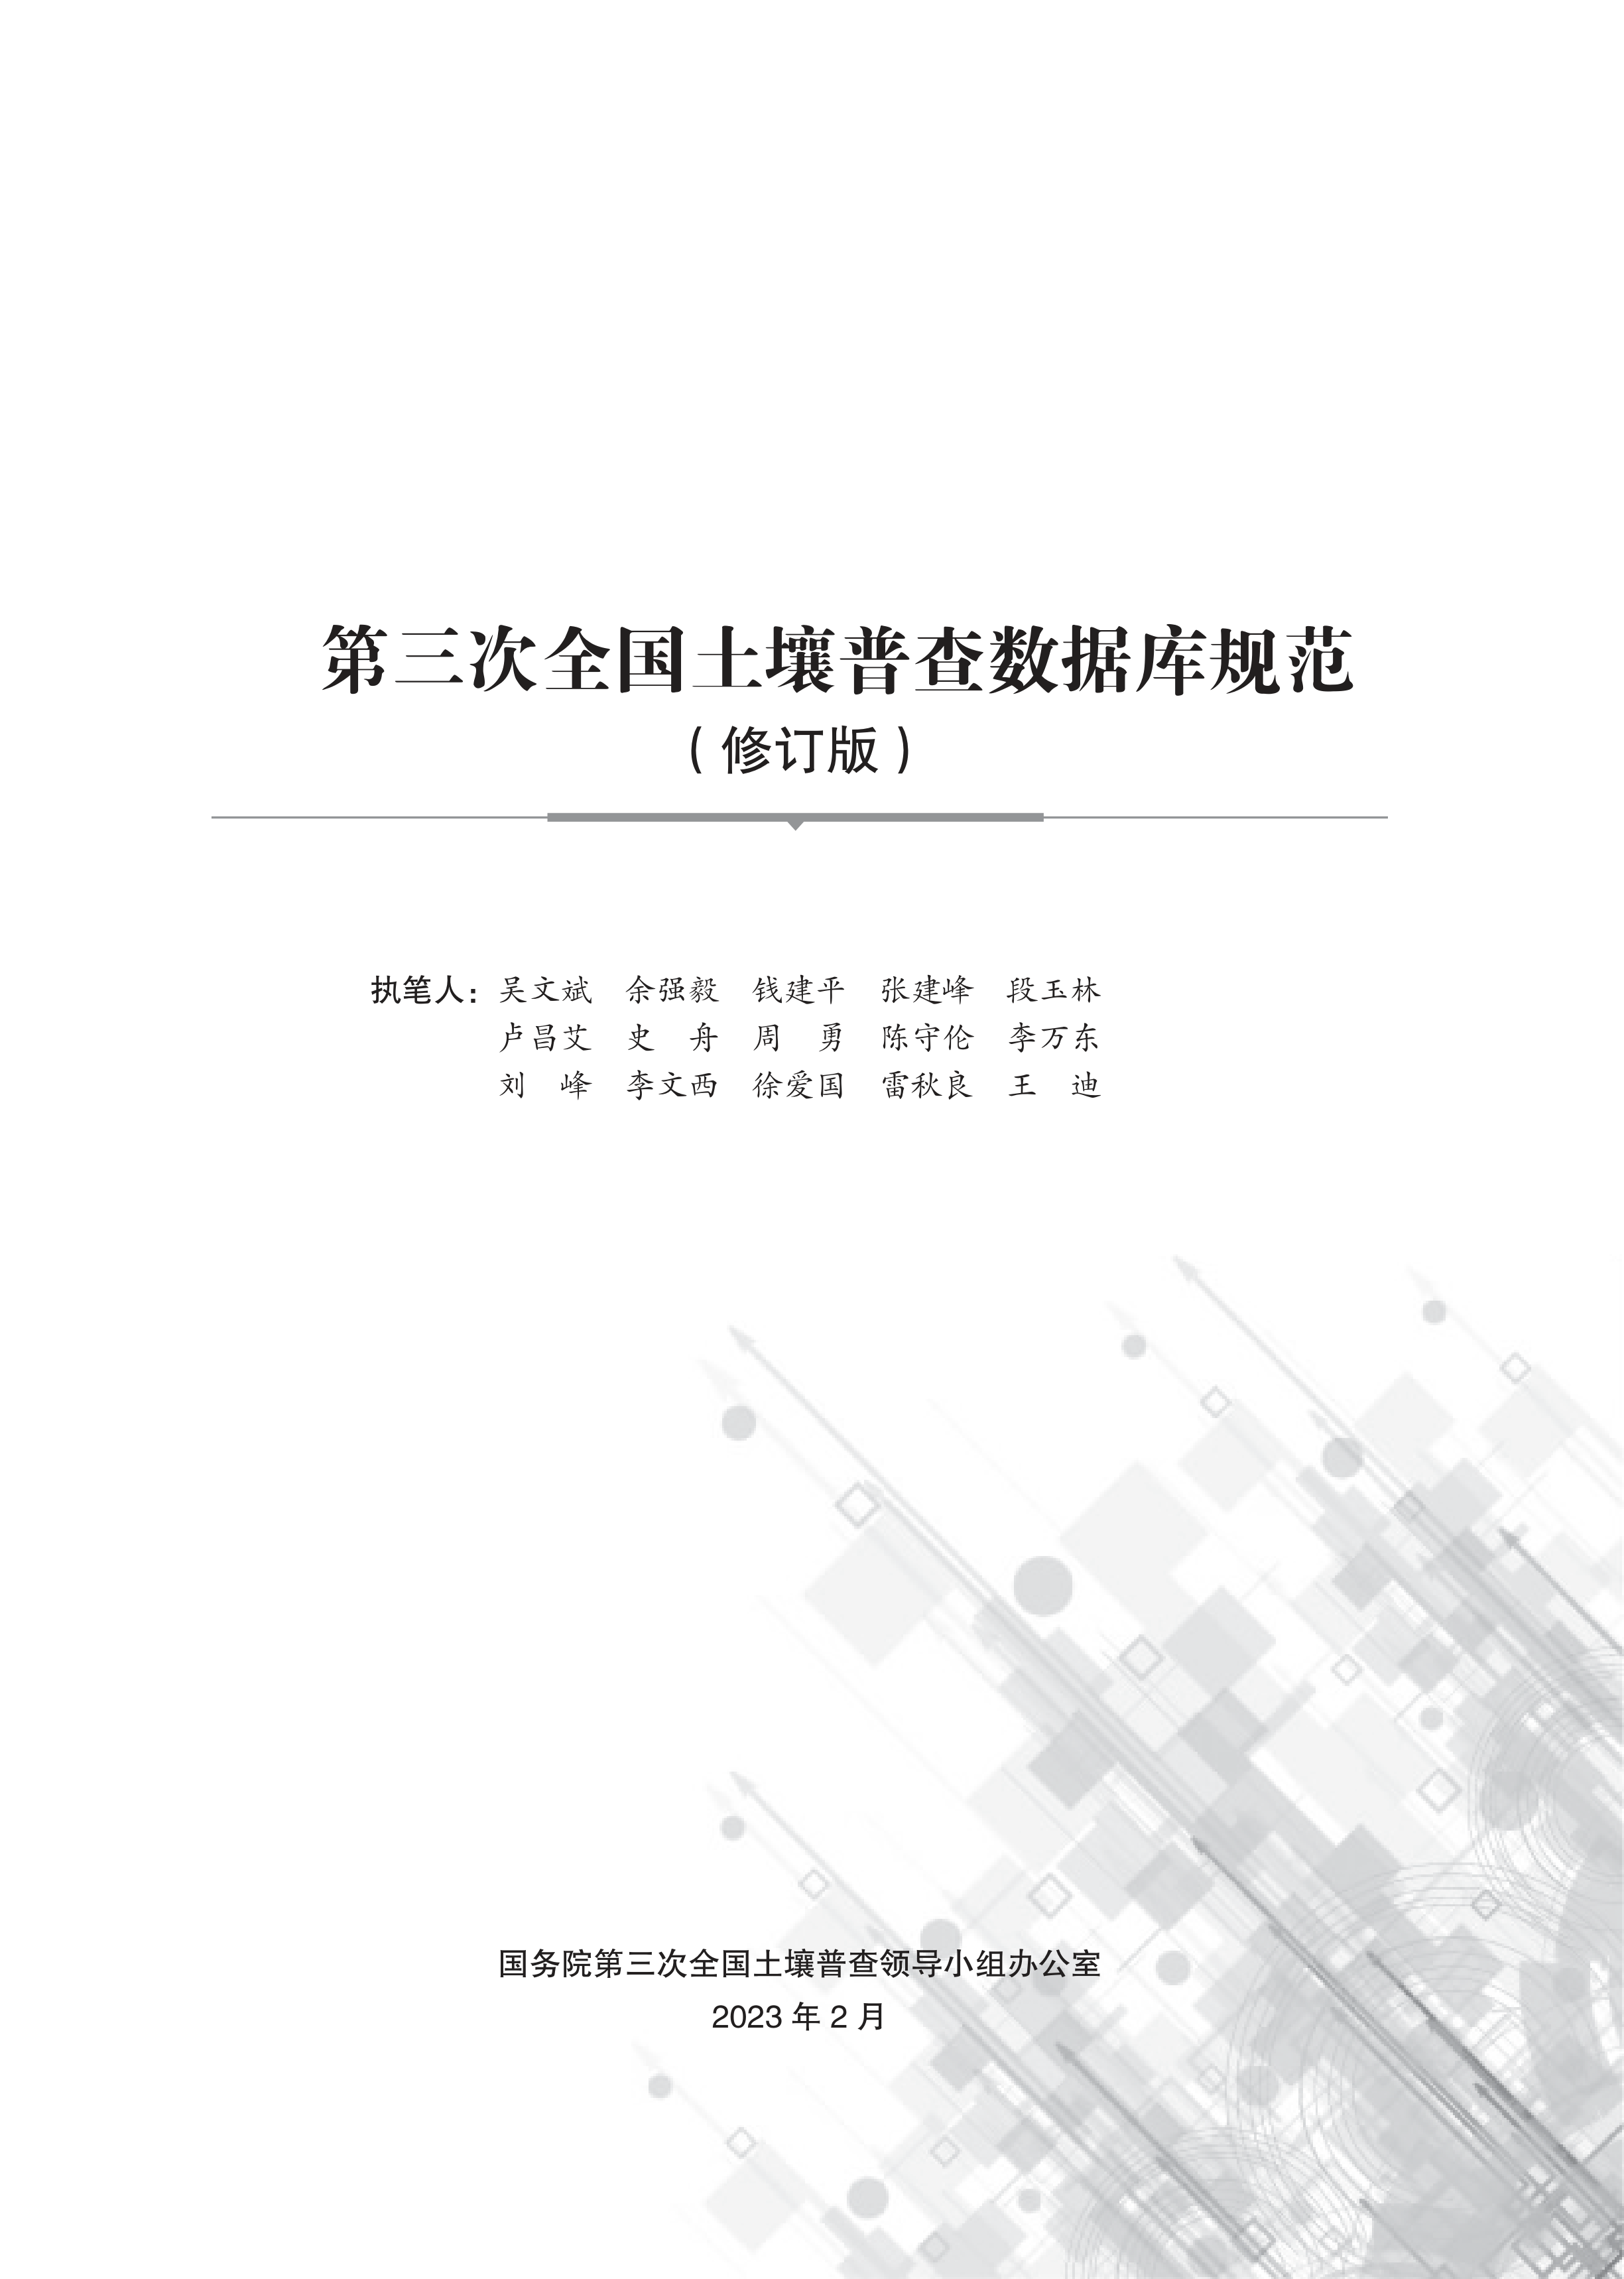 第三次全国土壤普查数据库规范
（修订版）
执笔人：吴文斌　余强毅　钱建平　张建峰　段玉林
卢昌艾　史　舟　周　勇　陈守伦　李万东
刘　峰　李文西　徐爱国　雷秋良　王　迪
国务院第三次全国土壤普查领导小组办公室
2023 年 2 月